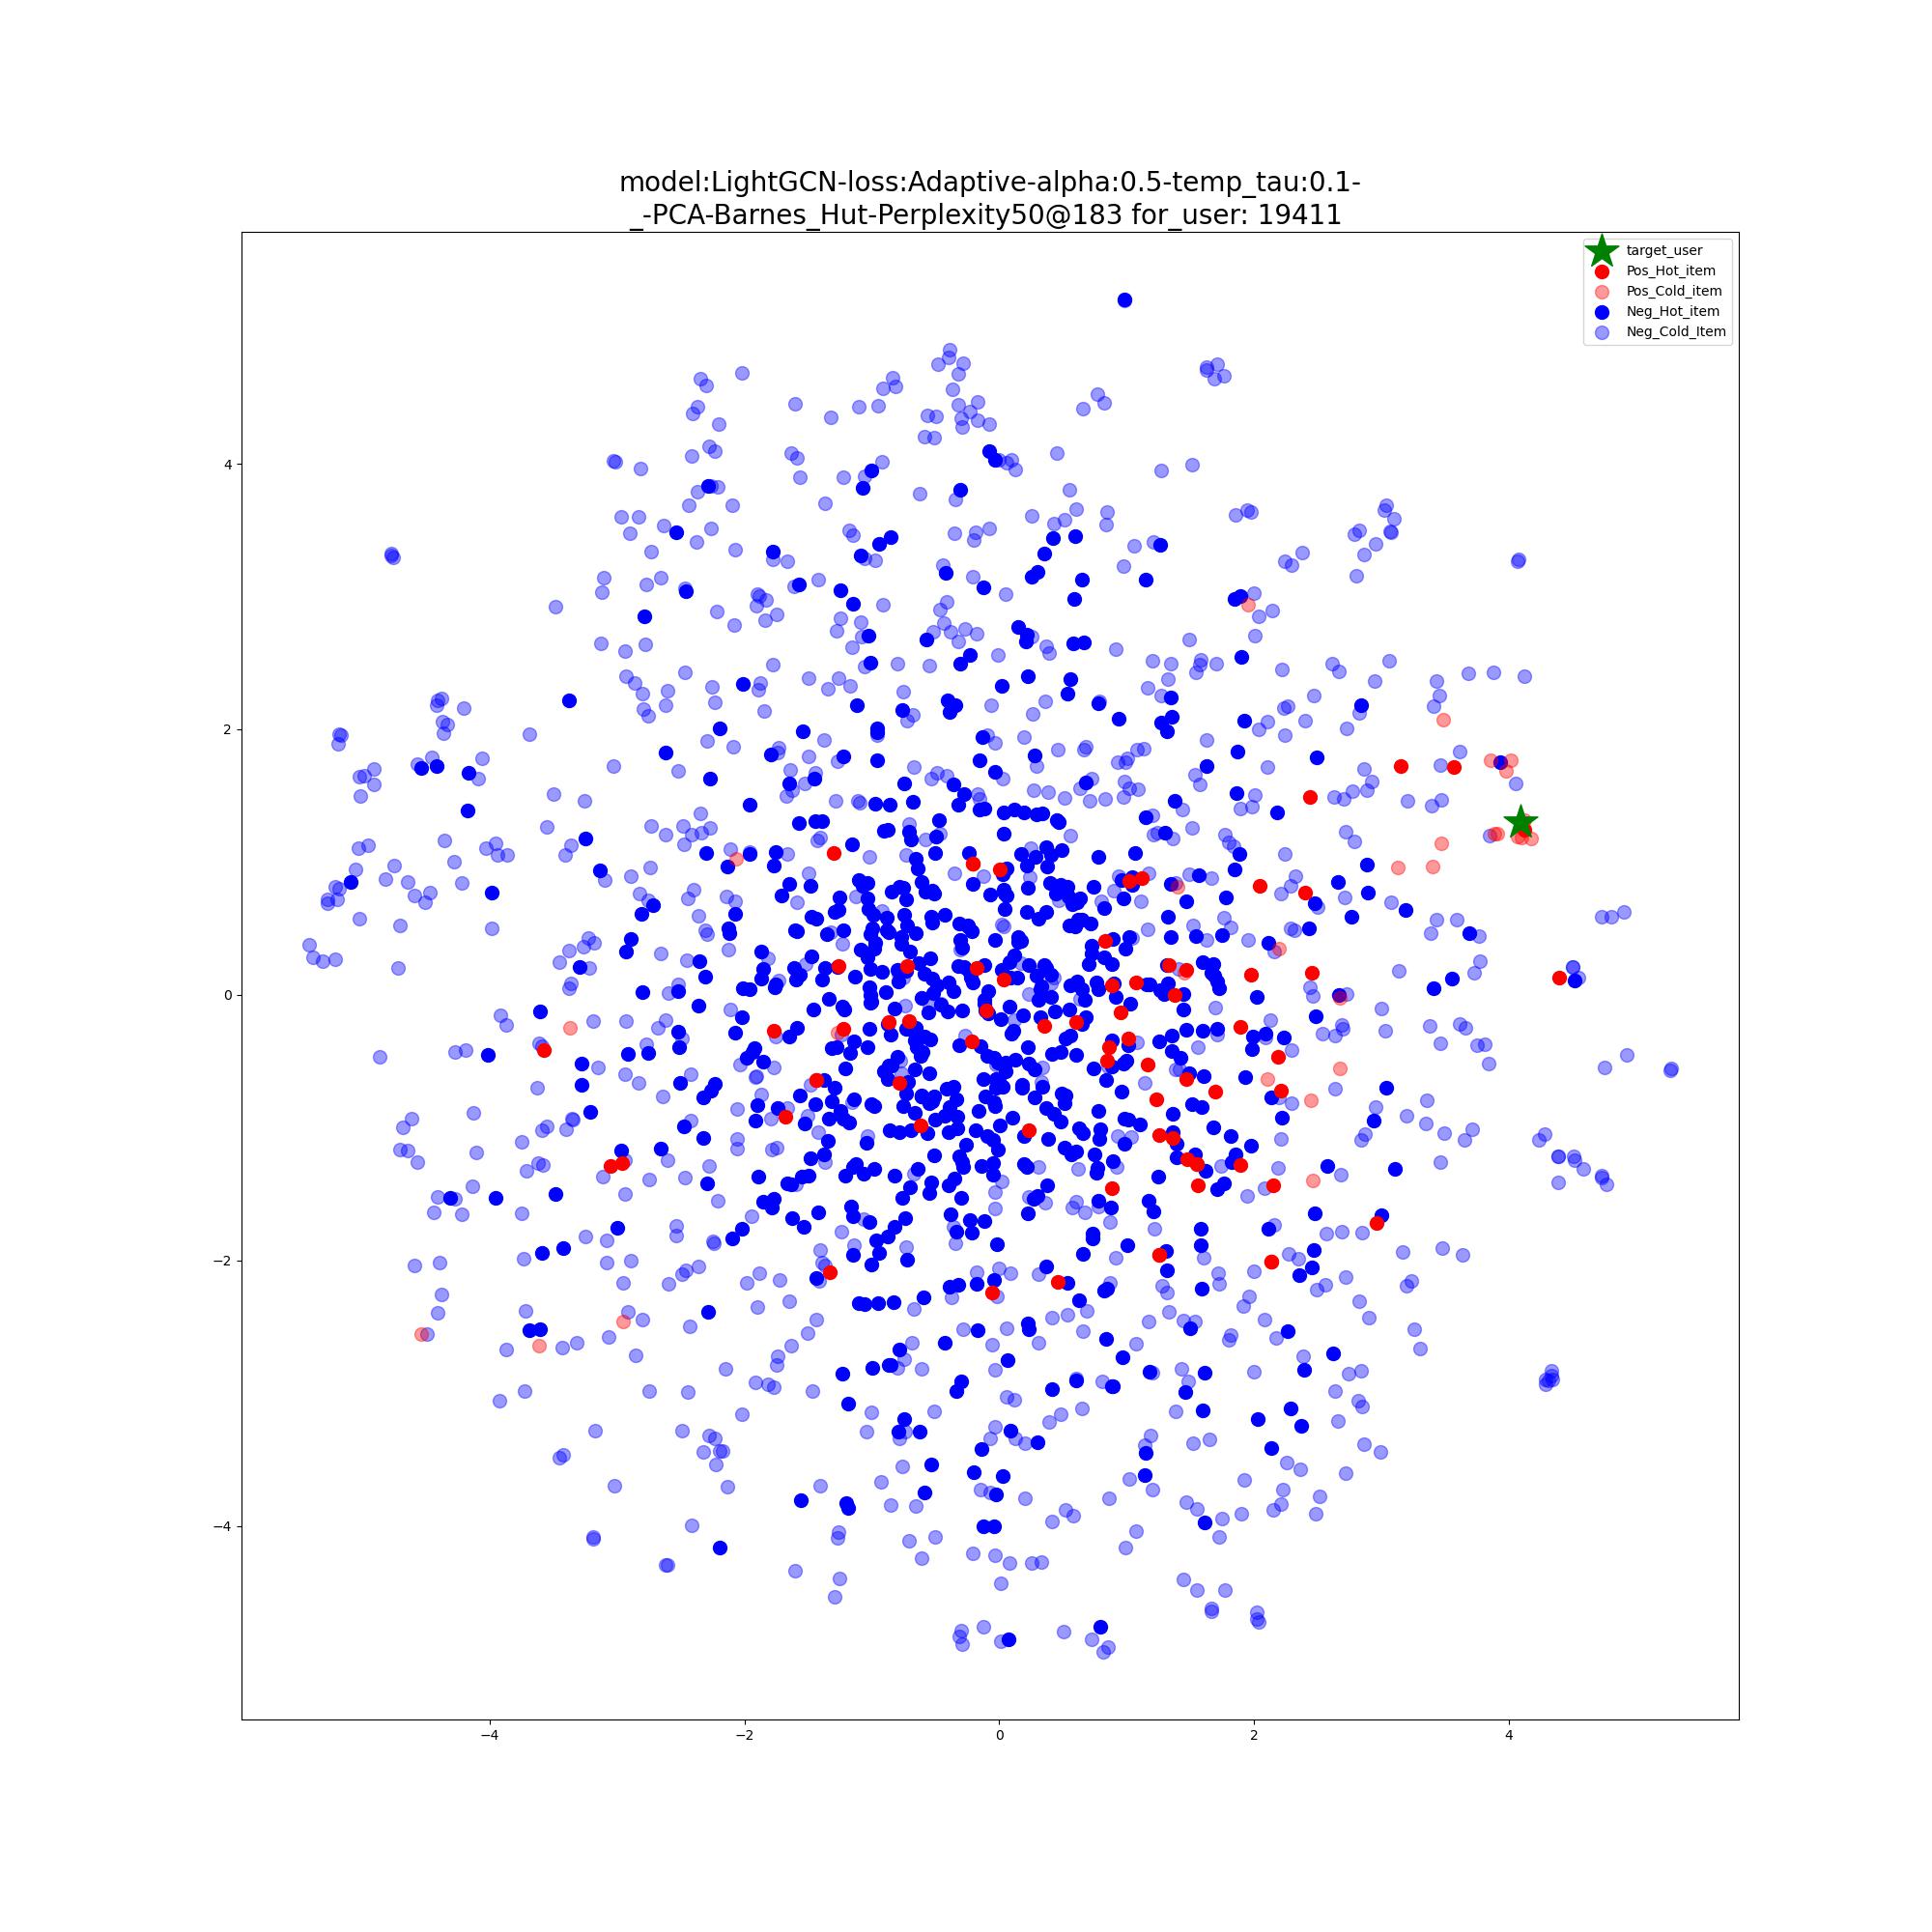 model:LightGCN-loss:Adaptive-alpha:0.5-temp_tau:0.1-
_-PCA-Barnes_Hut-Perplexity50@183 for_user: 19411
target_user
Pos_Hot_item
Pos_Cold_item
Neg_Hot_item
Neg_Cold_Item
4
2
0
−2
−4
−4
−2
0
2
4